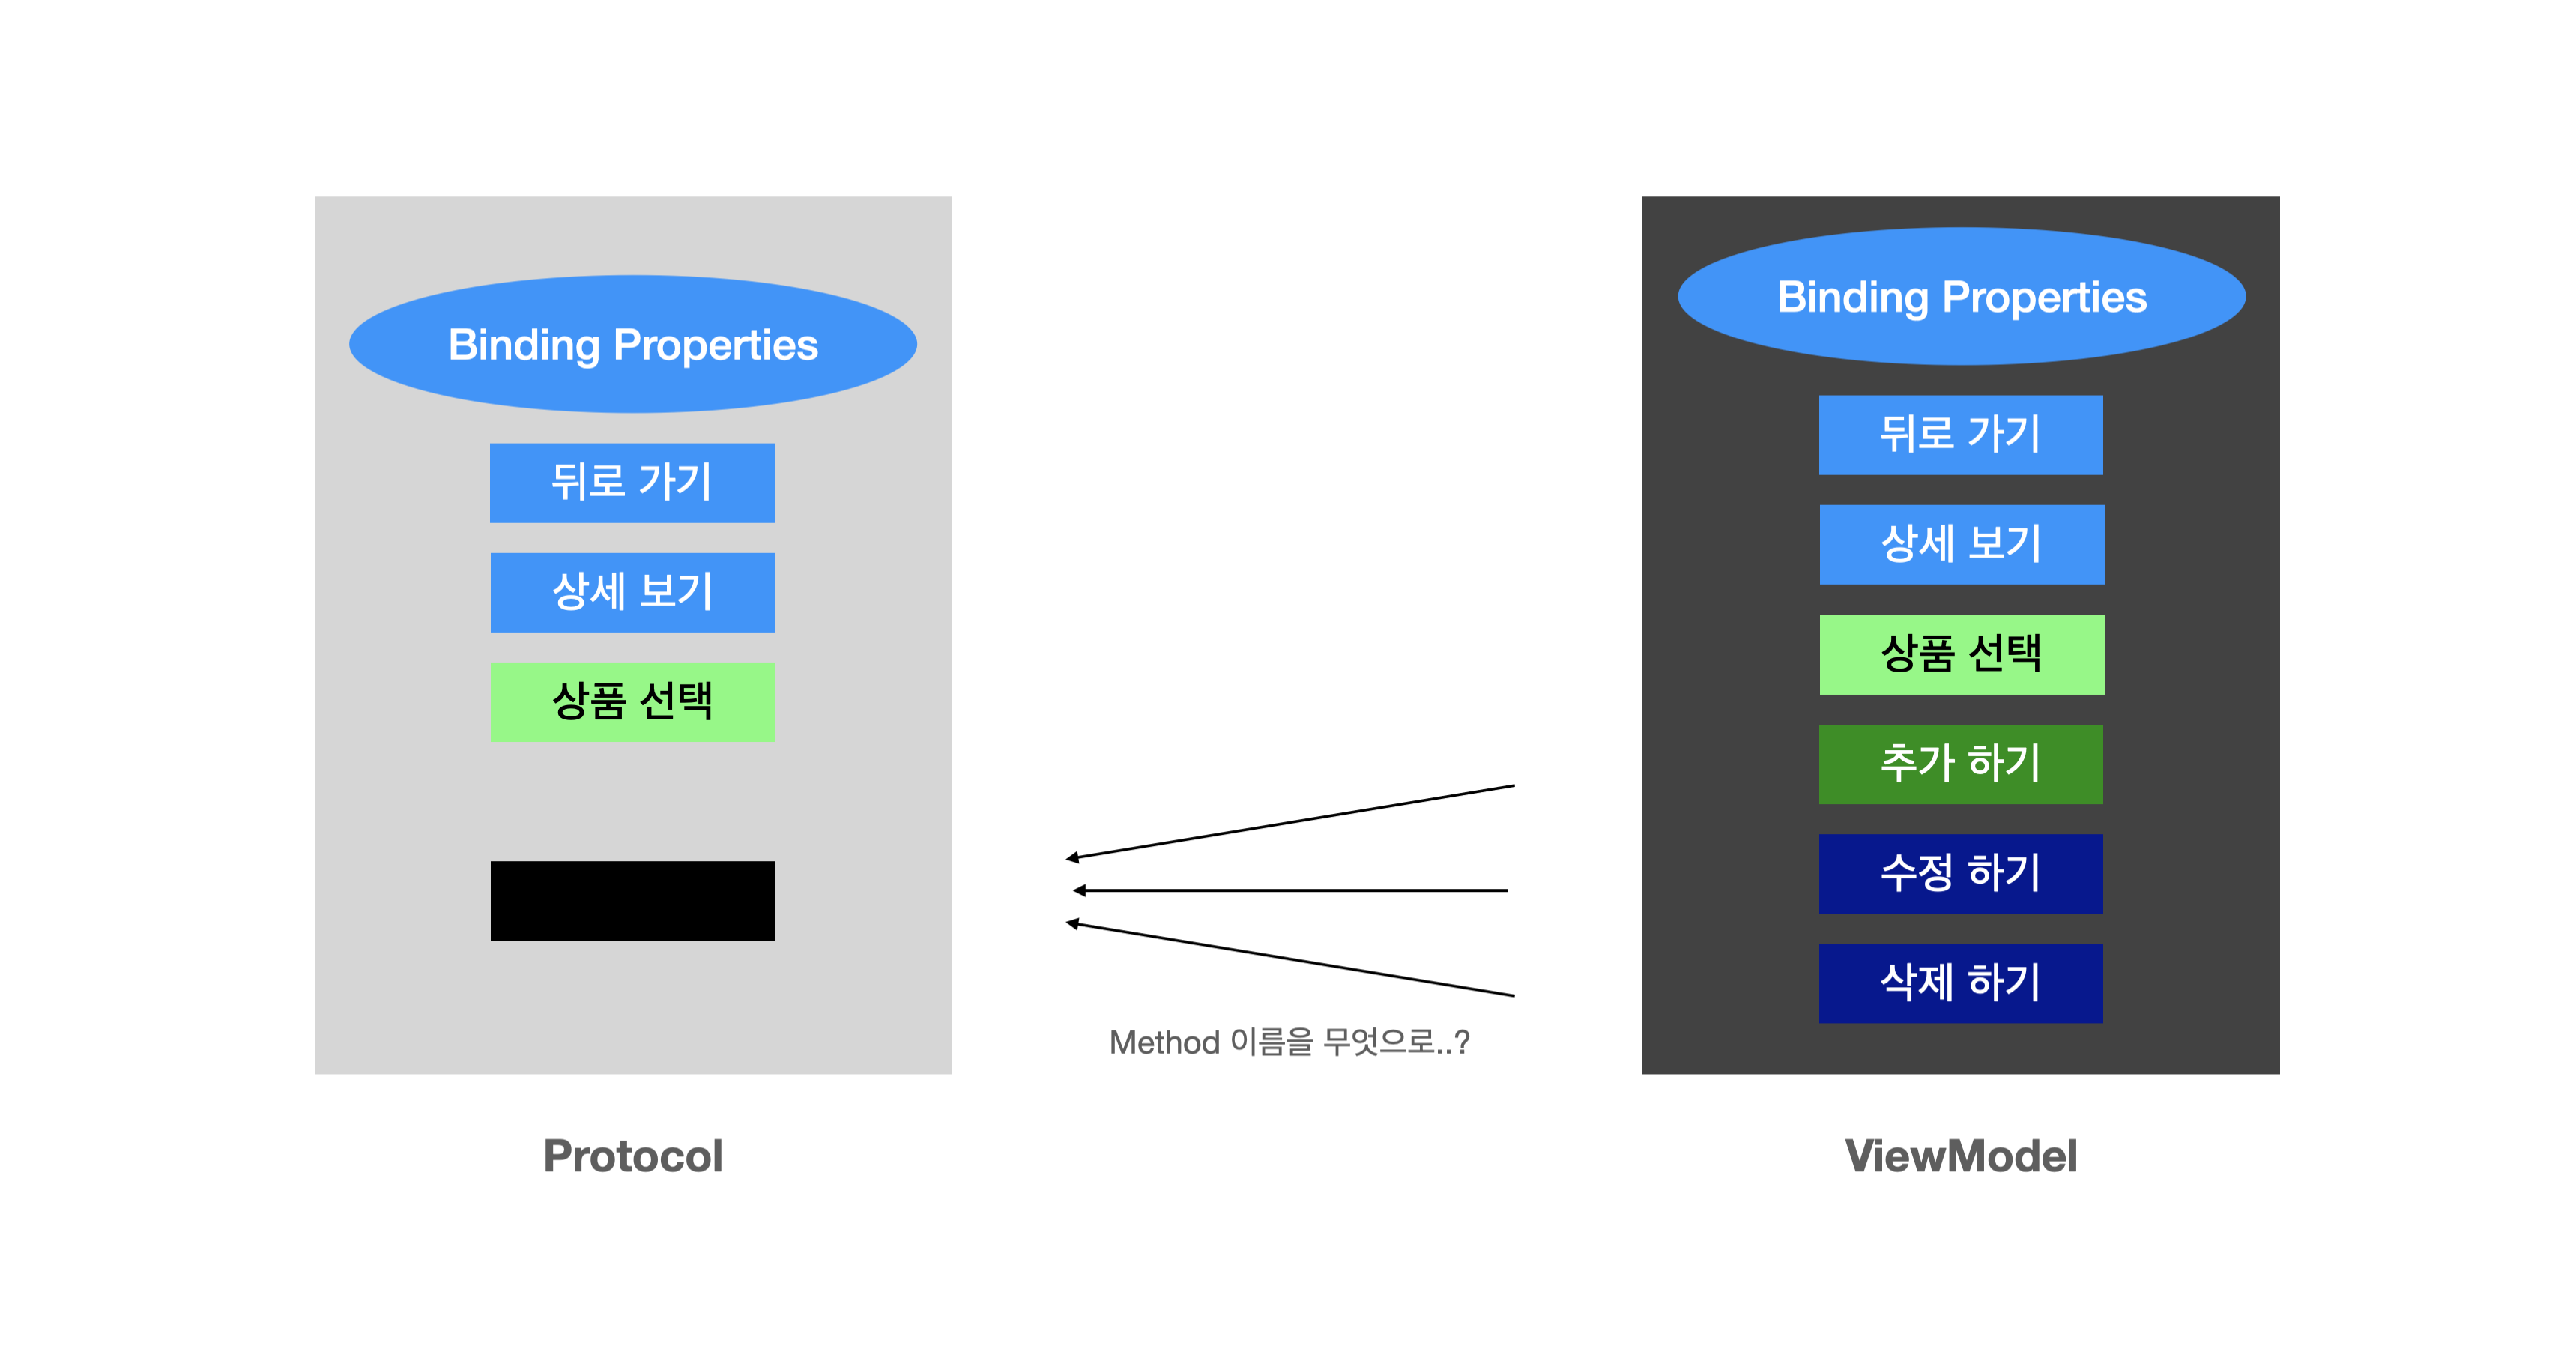 Binding Properties
뒤로 가기
상세 보기
상품 선택
Protocol
Method 이름을 무엇으로..?
Binding Properties
뒤로 가기
상세 보기
상품 선택
추가 하기
수정 하기
삭제 하기
ViewModel